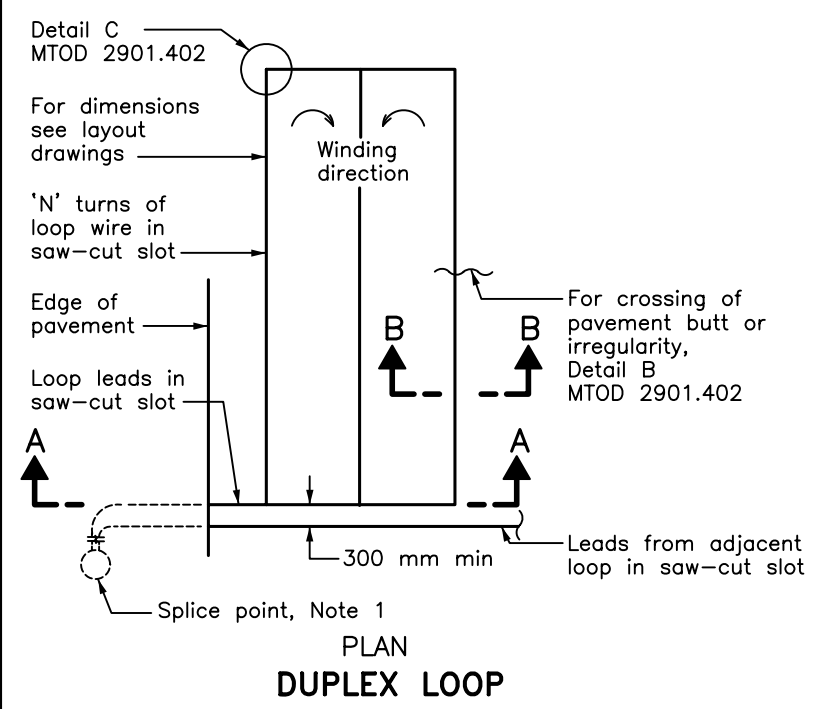 Detail C
MTOD 2901.402
For dimensions
see layout
drawings
Winding
direction
'N' turns of
loop wire in
saw-cut slot
Edge of
pavement
For crossing of
pavement butt or
irregularity,
Detail B
MTOD 2901.402
B
B
Loop leads in
saw-cut slot
A
A
300 mm min
Leads from adjacent
loop in saw-cut slot
Splice point, Note 1
PLAN
DUPLEX LOOP